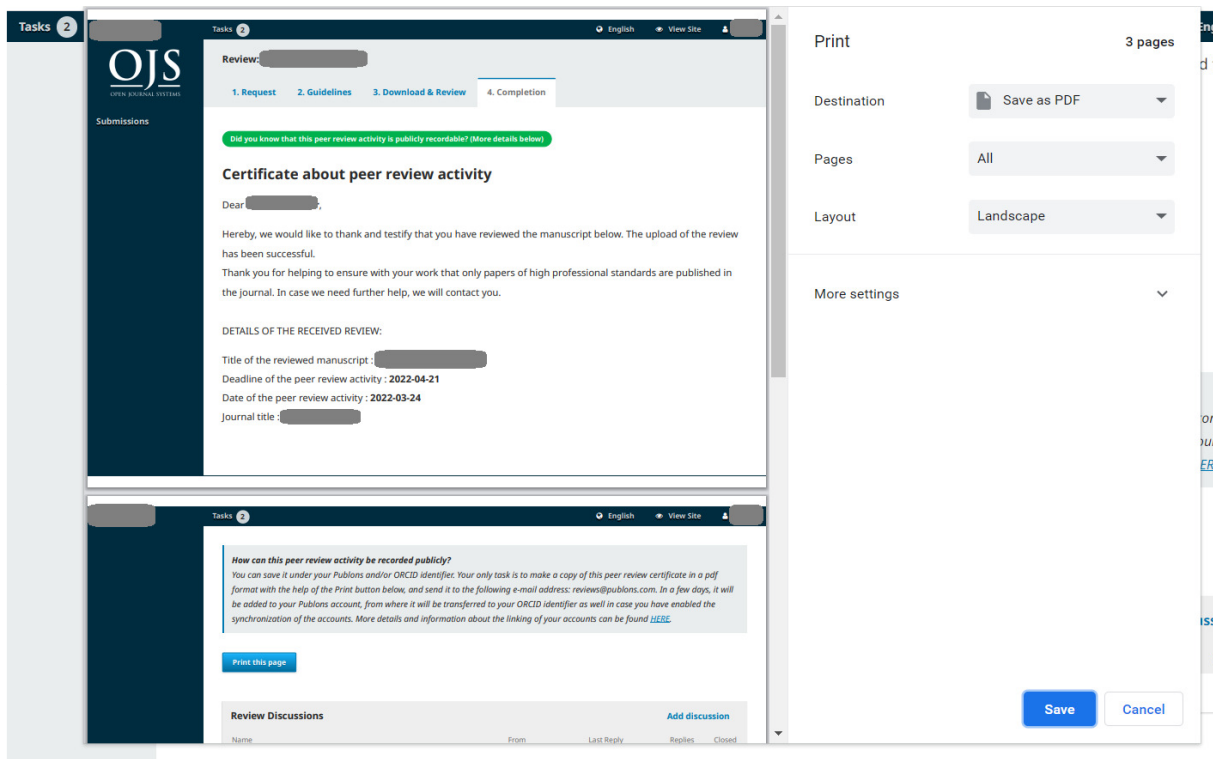 Tasks 2
Tasks 2
English
View Site
Review:
OJS
OPEN JOURNAL SYSTEMS
1. Request
2. Guidelines
3. Download & Review
4. Completion
Submissions
Did you know that this peer review activity is publicly recordable? (More details below)
Certificate about peer review activity
Dear ,
Hereby, we would like to thank and testify that you have reviewed the manuscript below. The upload of the review
has been successful.
Thank you for helping to ensure with your work that only papers of high professional standards are published in
the journal. In case we need further help, we will contact you.
DETAILS OF THE RECEIVED REVIEW:
Title of the reviewed manuscript :
Deadline of the peer review activity : 2022-04-21
Date of the peer review activity : 2022-03-24
Journal title :
Tasks 2
English
View Site
How can this peer review activity be recorded publicly?
You can save it under your Publons and/or ORCID identifier. Your only task is to make a copy of this peer review certificate in a pdf
format with the help of the Print button below, and send it to the following e-mail address: reviews@publons.com. In a few days, it will
be added to your Publons account, from where it will be transferred to your ORCID identifier as well in case you have enabled the
synchronization of the accounts. More details and information about the linking of your accounts can be found HERE.
Print this page
Review Discussions
Add discussion
Name
From
Last Reply
Replies
Closed
Print
3 pages
Destination
Save as PDF
Pages
All
Layout
Landscape
More settings
Save
Cancel